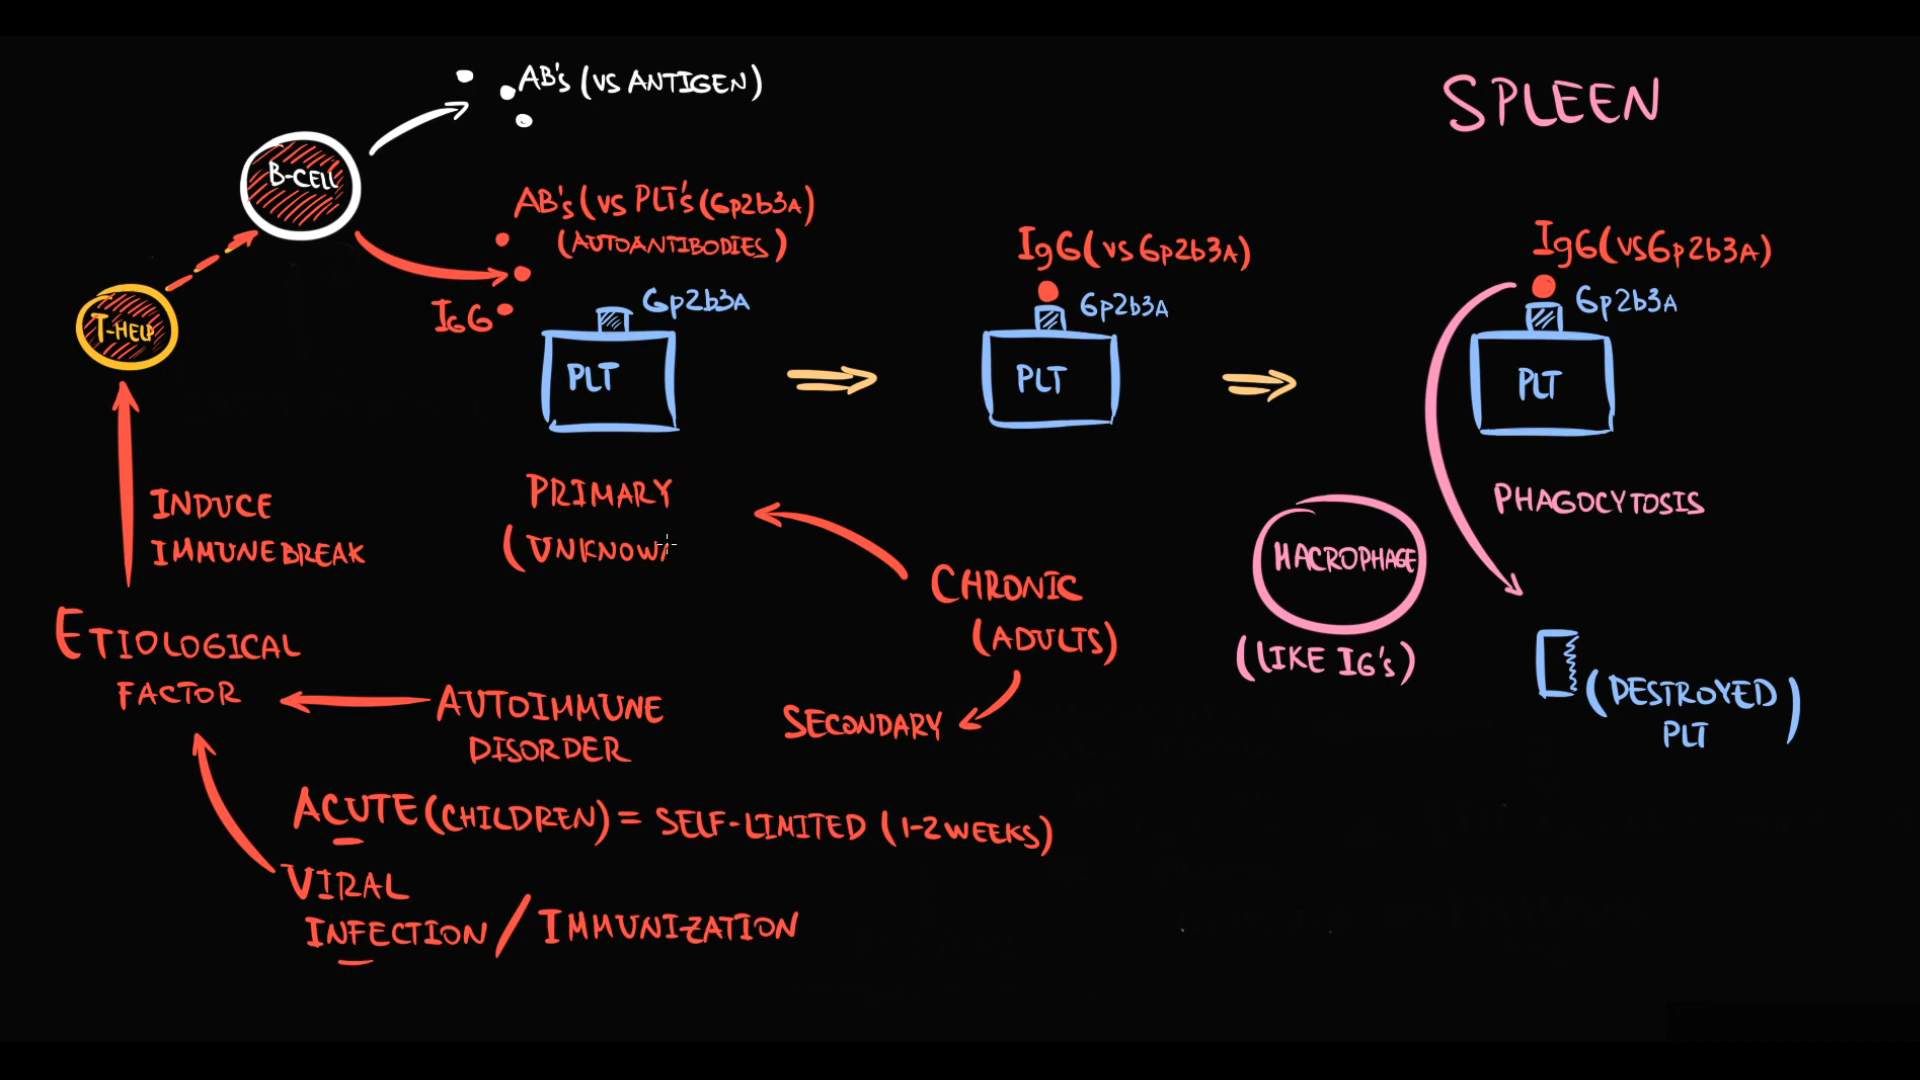 AB's (VS ANTIGEN)
SPLEEN
B-CELL
AB's (VS PLT's (Gp2b3A)
(AUTOANTIBODIES)
IgG
T-HELP
Gp2b3A
PLT
IgG (VS Gp2b3A)
Gp2b3A
PLT
IgG (VS Gp2b3A)
Gp2b3A
PLT
INDUCE
IMMUNE BREAK
PRIMARY
(UNKNOW
CHRONIC
(ADULTS)
MACROPHAGE
(LIKE IG's)
PHAGOCYTOSIS
ETIOLOGICAL
FACTOR
AUTOIMMUNE
DISORDER
SECONDARY
(DESTROYED
PLT)
ACUTE (CHILDREN) = SELF-LIMITED (1-2 WEEKS)
VIRAL
INFECTION / IMMUNIZATION